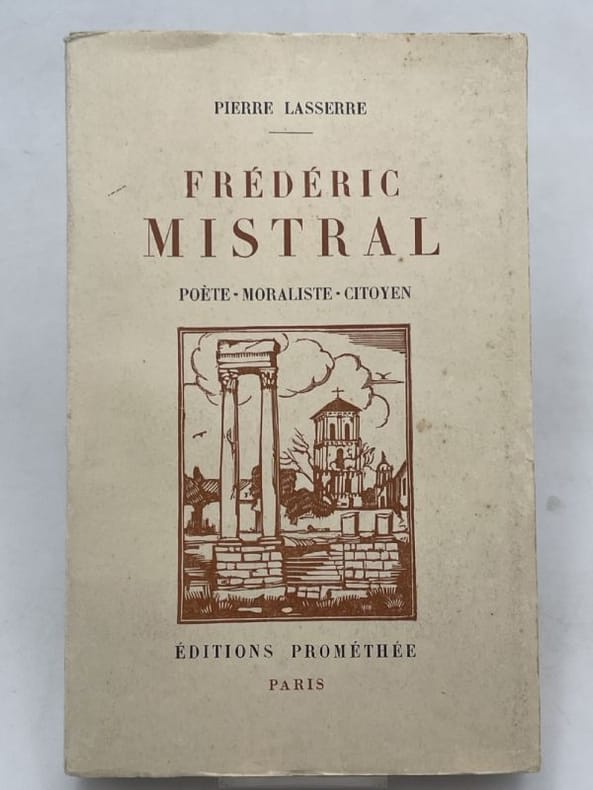 PIERRE LASSERRE
FRÉDÉRIC
MISTRAL
POÈTE - MORALISTE - CITOYEN
ÉDITIONS PROMÉTHÉE
PARIS